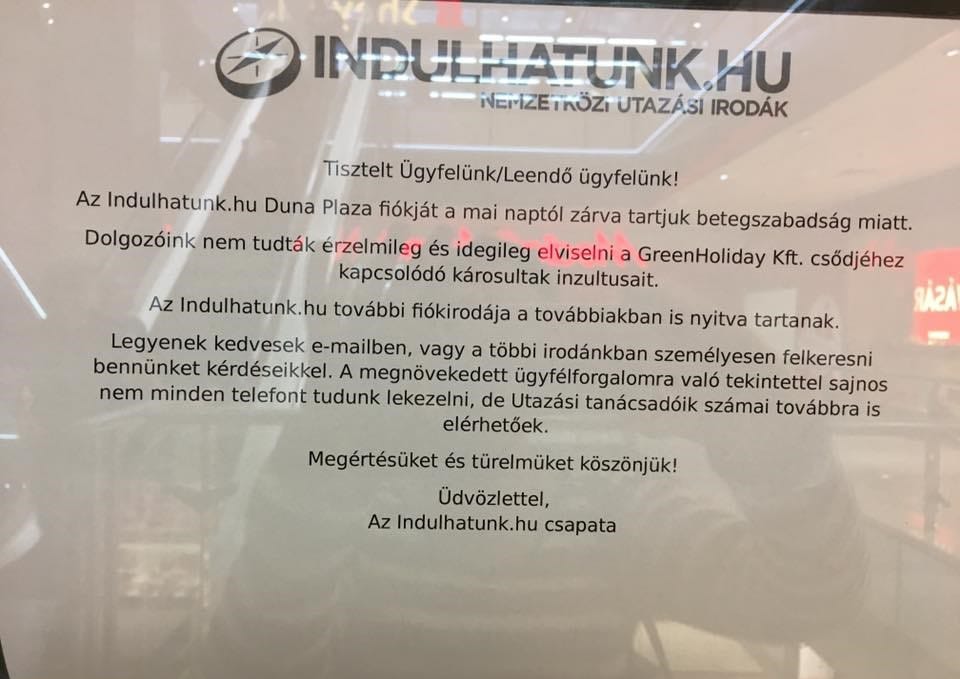 INDULHATUNK.HU
NEMZETKÖZI UTAZÁSI IRODÁK
Tisztelt Ügyfelünk/Leendő ügyfelünk!
Az Indulhatunk.hu Duna Plaza fiókját a mai naptól zárva tartjuk betegszabadság miatt.
Dolgozóink nem tudták érzelmileg és idegileg elviselni a GreenHoliday Kft. csődjéhez
kapcsolódó károsultak inzultusait.
Az Indulhatunk.hu további fiókirodája a továbbiakban is nyitva tartanak.
Legyenek kedvesek e-mailben, vagy a többi irodánkban személyesen felkeresni
bennünket kérdéseikkel. A megnövekedett ügyfélforgalomra való tekintettel sajnos
nem minden telefont tudunk lekezelni, de Utazási tanácsadóik számai továbbra is
elérhetőek.
Megértésüket és türelmüket köszönjük!
Üdvözlettel,
Az Indulhatunk.hu csapata